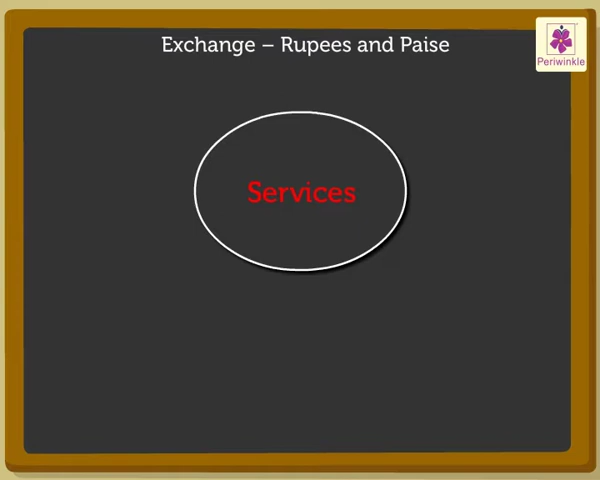 Exchange – Rupees and Paise
Periwinkle
Services